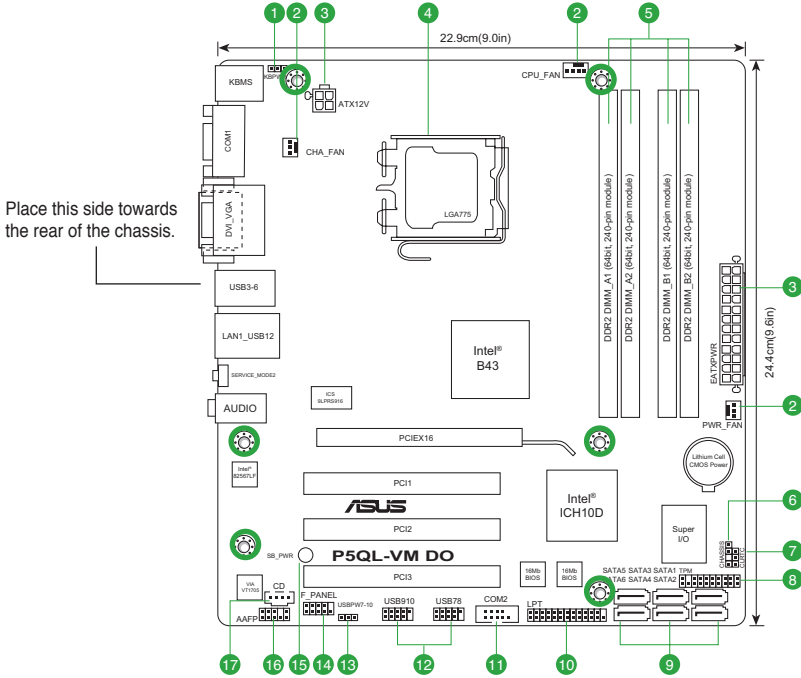 1
2
3
4
2
5
22.9cm(9.0in)
KBMS
ATX12V
CPU_FAN
COM1
CHA_FAN
Place this side towards
the rear of the chassis.
DVI_VGA
LGA775
DDR2 DIMM_A1 (64bit, 240-pin module)
DDR2 DIMM_A2 (64bit, 240-pin module)
DDR2 DIMM_B1 (64bit, 240-pin module)
DDR2 DIMM_B2 (64bit, 240-pin module)
USB3-6
3
EATXPWR
24.4cm(9.6in)
LAN1_USB12
Intel®
B43
SERVICE_MODE2
ICS
9LPRS916
AUDIO
2
PWR_FAN
PCIEX16
Lithium Cell
CMOS Power
Intel®
82567LF
PCI1
ASUS
Intel®
ICH10D
Super
I/O
6
CHASSIS
CLRTC
7
PCI2
SB_PWR
P5QL-VM DO
16Mb
BIOS
16Mb
BIOS
SATA5 SATA3 SATA1 TPM
SATA4 SATA2
8
VIA
VT1705
CD
PCI3
F_PANEL
USBPW7-10
USB910
USB78
COM2
LPT
AAFP
17
16
15
14
13
12
11
10
9